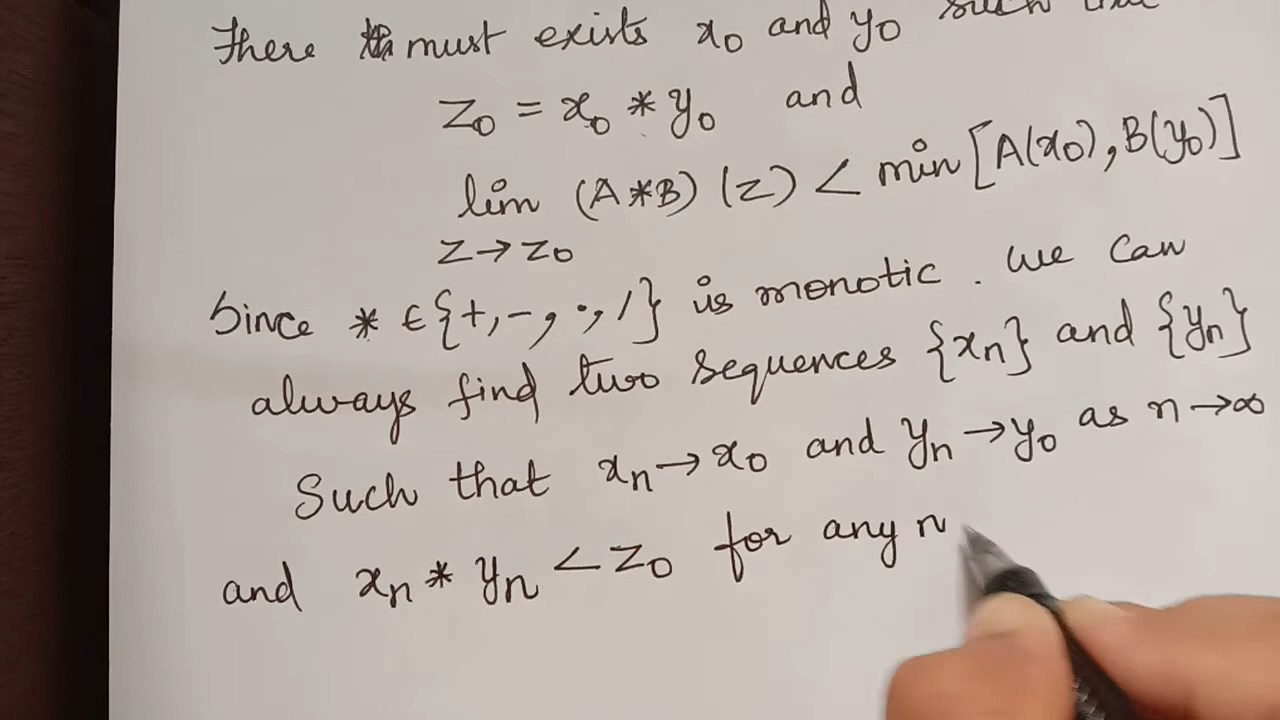 There must exists x₀ and y₀ such that
z₀ = x₀ * y₀ and
lim (A*B) (z) < min [A(x₀), B(y₀)]
z→z₀
Since * ∈ {+, -, ·, /} is monotic. We can
always find two sequences {xₙ} and {yₙ}
Such that xₙ → x₀ and yₙ → y₀ as n → ∞
and xₙ * yₙ < z₀ for any n